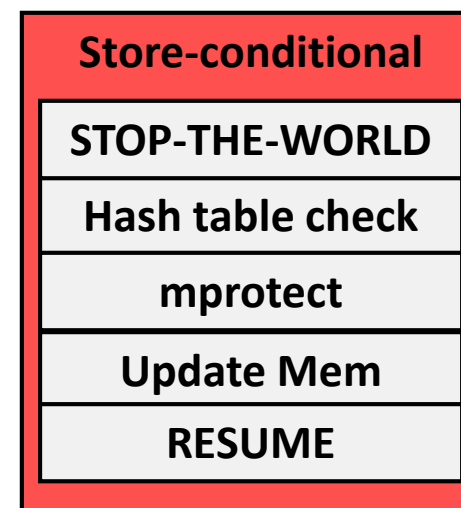 Store-conditional
STOP-THE-WORLD
Hash table check
mprotect
Update Mem
RESUME